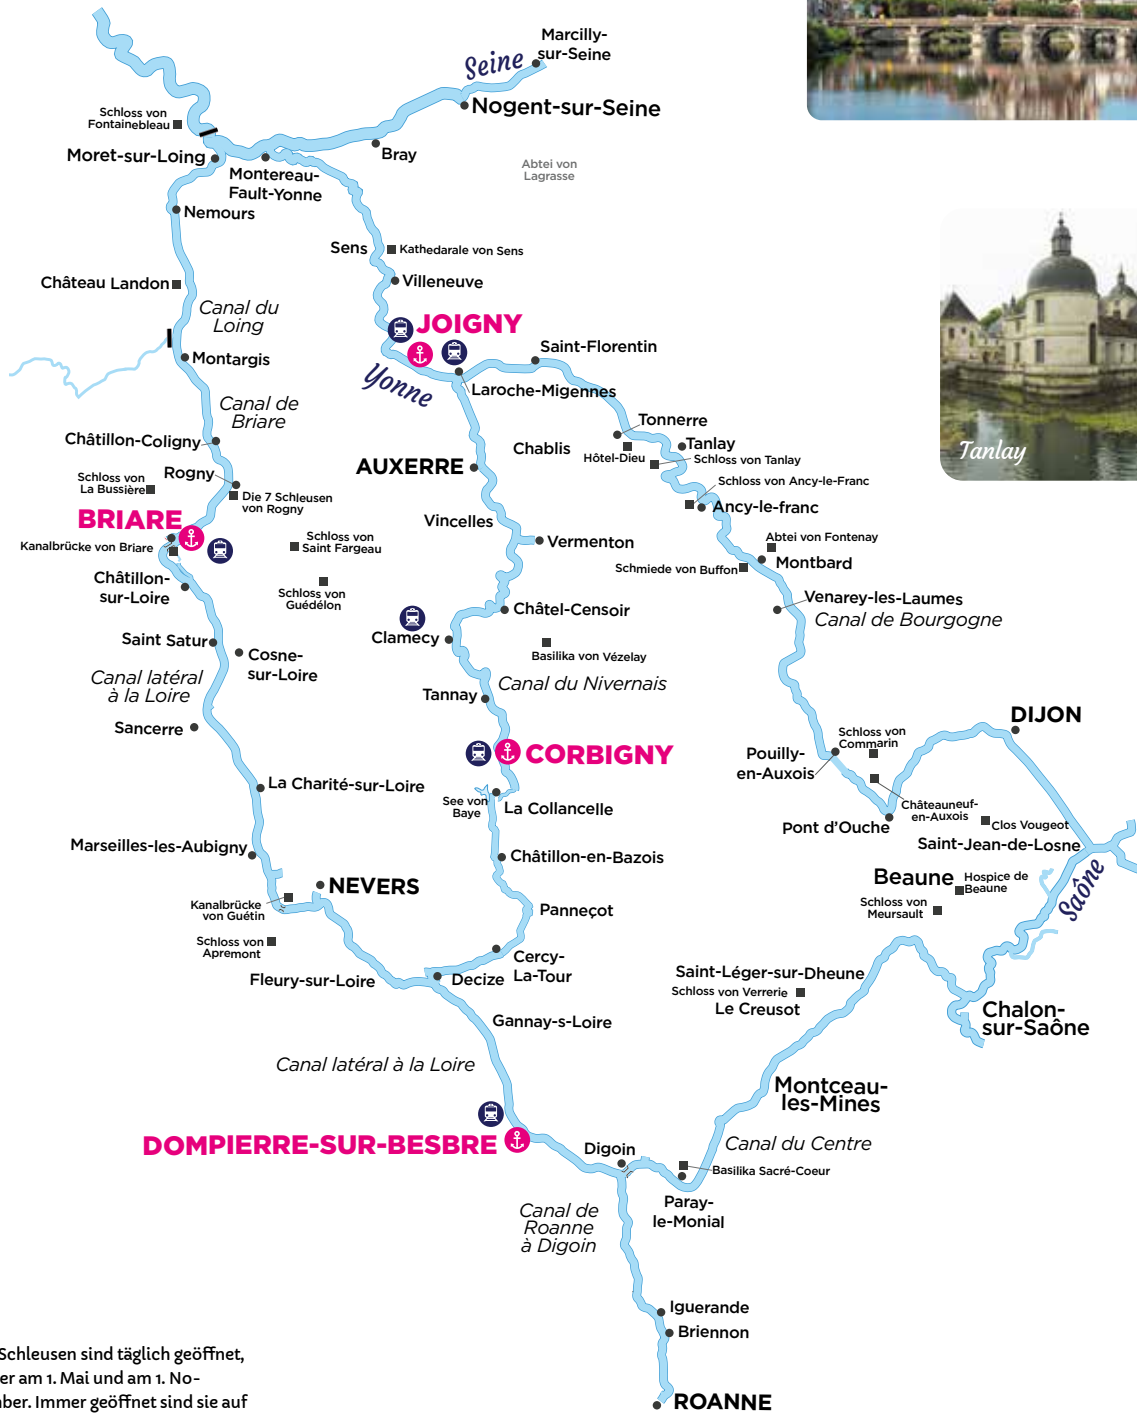 Marcilly-
sur-Seine
Seine
Nogent-sur-Seine
Schloss von
Fontainebleau
Moret-sur-Loing
Bray
Montereau-
Fault-Yonne
Abtei von
Lagrasse
Nemours
Sens
Kathedarale von Sens
Château Landon
Villeneuve
Canal du
Loing
JOIGNY
Saint-Florentin
Montargis
Yonne
Laroche-Migennes
Canal de
Briare
Tonnerre
Châtillon-Coligny
Chablis
Tanlay
Hôtel-Dieu
Schloss von Tanlay
Tanlay
Rogny
AUXERRE
Schloss von
La Bussière
Schloss von Ancy-le-Franc
Die 7 Schleusen
von Rogny
Ancy-le-franc
BRIARE
Vincelles
Kanalbrücke von Briare
Schloss von
Saint Fargeau
Vermenton
Abtei von Fontenay
Montbard
Schmiede von Buffon
Châtillon-
sur-Loire
Schloss von
Guédélon
Châtel-Censoir
Venarey-les-Laumes
Canal de Bourgogne
Saint Satur
Clamecy
Cosne-
sur-Loire
Basilika von Vézelay
Canal latéral
à la Loire
Tannay
Canal du Nivernais
Sancerre
DIJON
Schloss von
Commarin
CORBIGNY
Pouilly-
en-Auxois
La Charité-sur-Loire
See von
Baye
La Collancelle
Châteauneuf-
en-Auxois
Pont d'Ouche
Clos Vougeot
Marseilles-les-Aubigny
Saint-Jean-de-Losne
Châtillon-en-Bazois
NEVERS
Beaune
Hospice de
Beaune
Saône
Kanalbrücke
von Guétin
Panneçot
Schloss von
Meursault
Schloss von
Apremont
Cercy-
La-Tour
Fleury-sur-Loire
Decize
Saint-Léger-sur-Dheune
Schloss von Verrerie
Le Creusot
Gannay-s-Loire
Chalon-
sur-Saône
Canal latéral à la Loire
Montceau-
les-Mines
DOMPIERRE-SUR-BESBRE
Digoin
Canal du Centre
Basilika Sacré-Coeur
Paray-
le-Monial
Canal de
Roanne
à Digoin
Iguerande
Briennon
ROANNE
Schleusen sind täglich geöffnet,
er am 1. Mai und am 1. No-
ber. Immer geöffnet sind sie auf